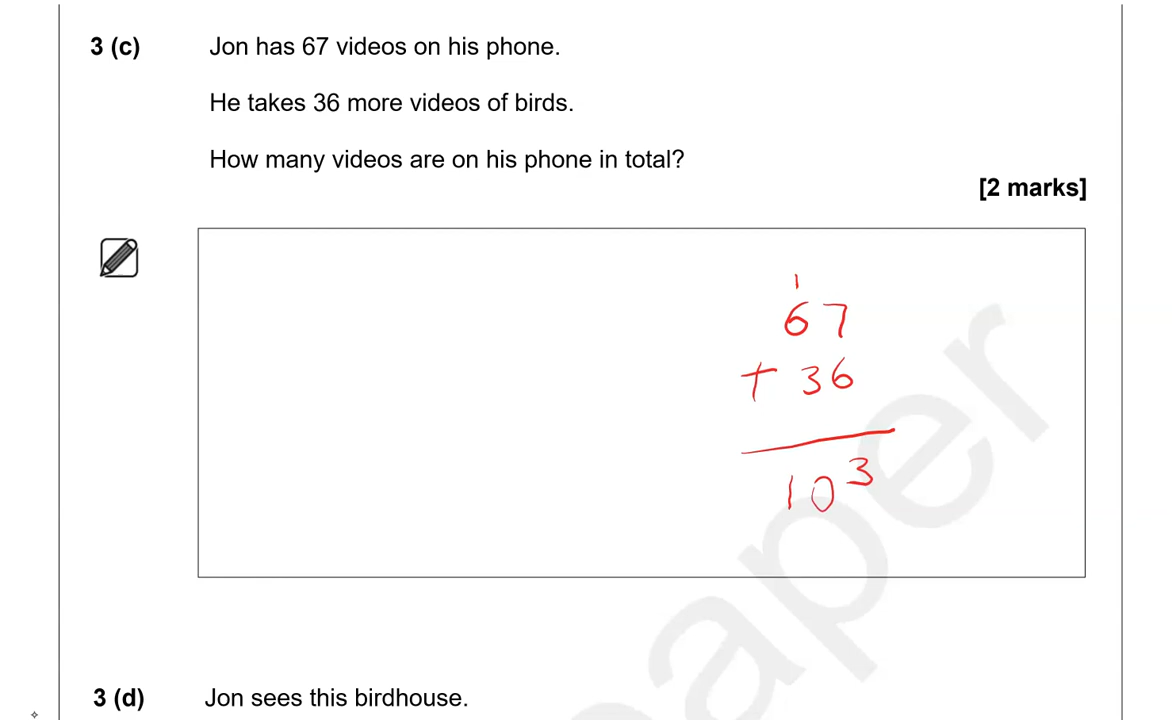 3 (c) Jon has 67 videos on his phone.
He takes 36 more videos of birds.
How many videos are on his phone in total?
[2 marks]
1
67
+ 36
103
3 (d) Jon sees this birdhouse.